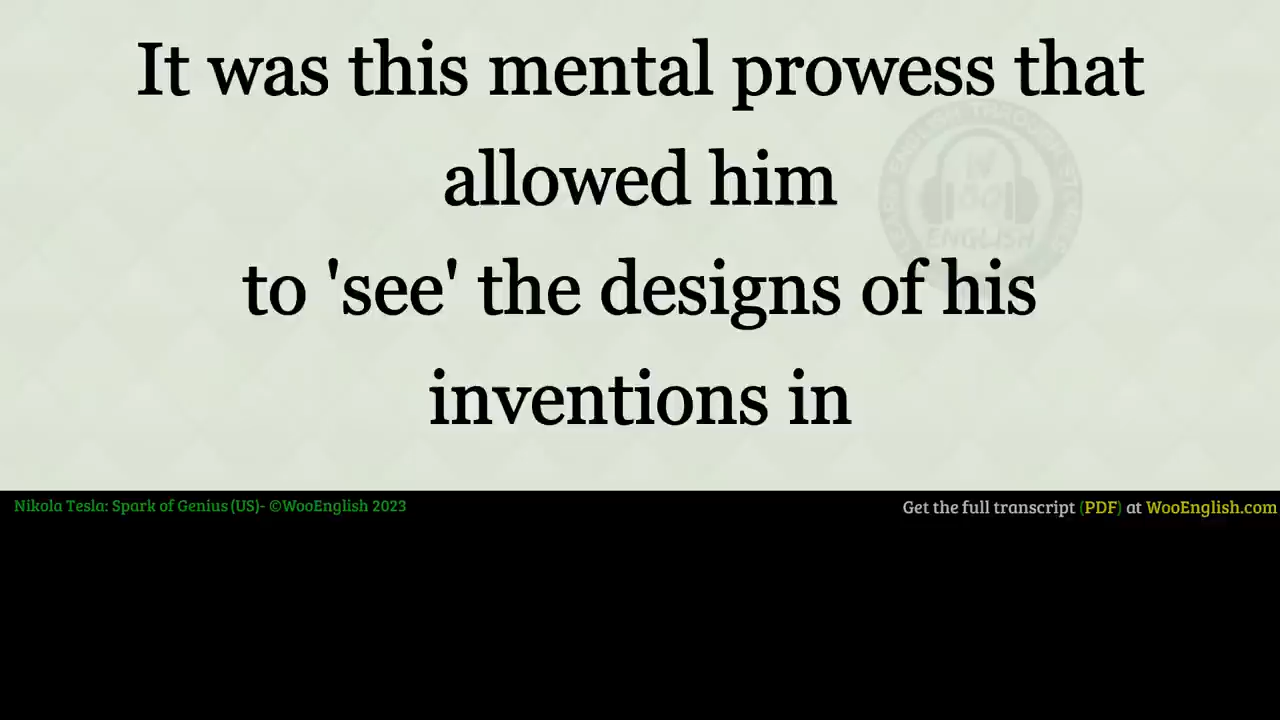 It was this mental prowess that
allowed him
to 'see' the designs of his
inventions in
ENGLISH
Nikola Tesla: Spark of Genius (US)- ©WooEnglish 2023
Get the full transcript (PDF) at WooEnglish.com